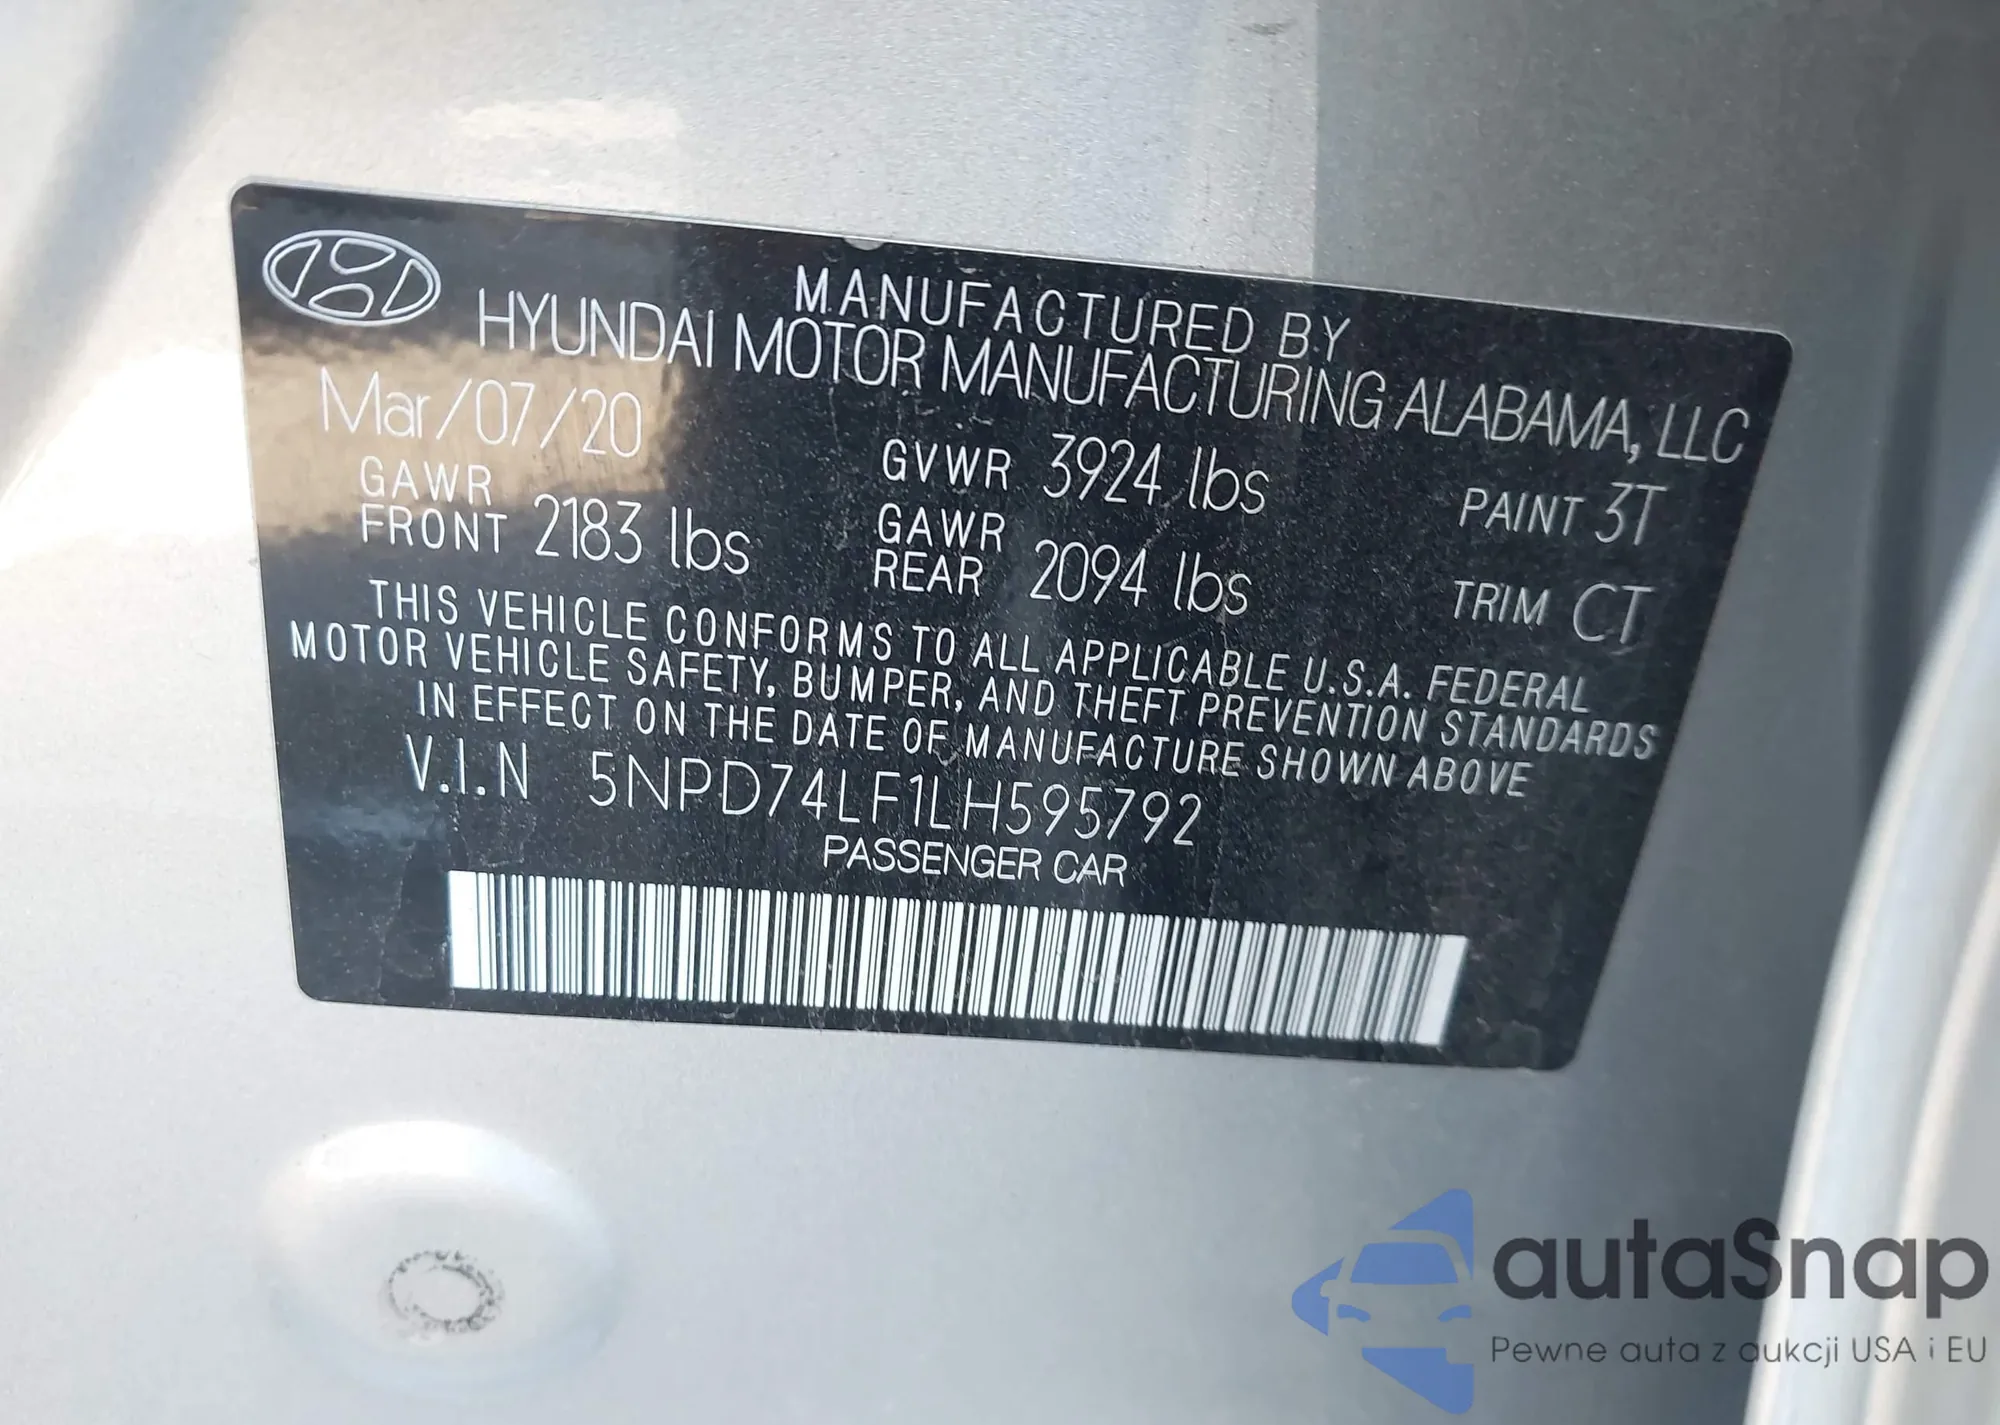 MANUFACTURED BY
HYUNDAI MOTOR MANUFACTURING ALABAMA, LLC
Mar/07/20
GVWR 3924 lbs
PAINT 3T
GAWR
FRONT 2183 lbs
GAWR
REAR 2094 lbs
TRIM CT
THIS VEHICLE CONFORMS TO ALL APPLICABLE U.S.A. FEDERAL
MOTOR VEHICLE SAFETY, BUMPER, AND THEFT PREVENTION STANDARDS
IN EFFECT ON THE DATE OF MANUFACTURE SHOWN ABOVE
V.I.N 5NPD74LF1LH595792
PASSENGER CAR
autaSnap
Pewne auta z aukcji USA i EU